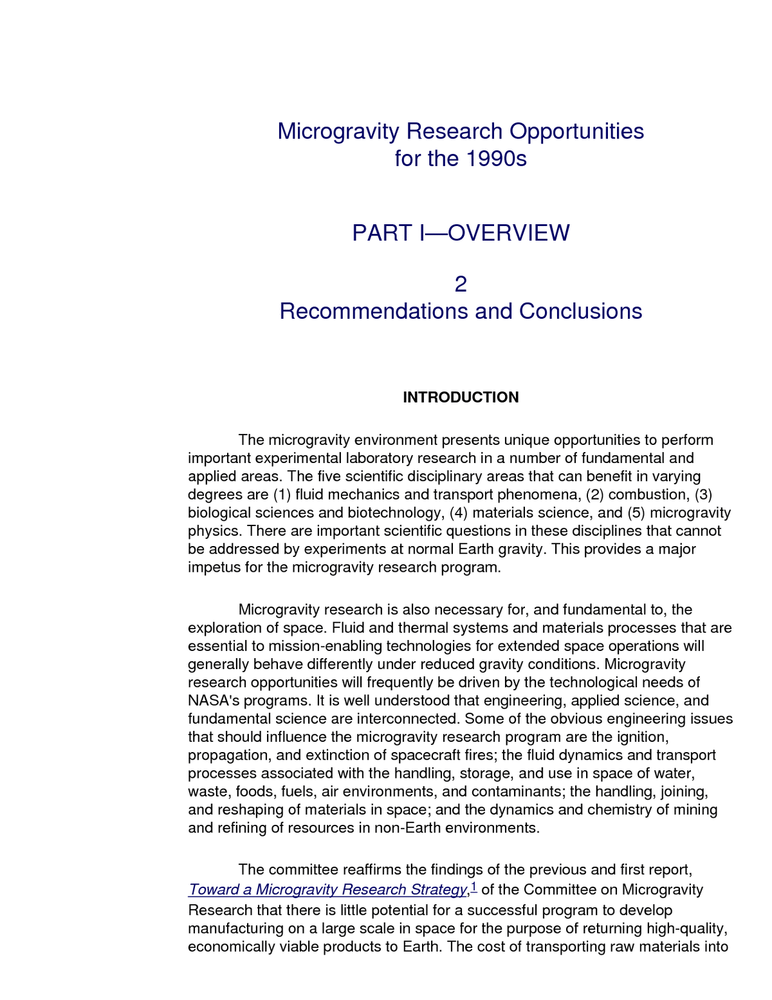 Microgravity Research Opportunities
for the 1990s
PART I—OVERVIEW
2
Recommendations and Conclusions
INTRODUCTION
The microgravity environment presents unique opportunities to perform
important experimental laboratory research in a number of fundamental and
applied areas. The five scientific disciplinary areas that can benefit in varying
degrees are (1) fluid mechanics and transport phenomena, (2) combustion, (3)
biological sciences and biotechnology, (4) materials science, and (5) microgravity
physics. There are important scientific questions in these disciplines that cannot
be addressed by experiments at normal Earth gravity. This provides a major
impetus for the microgravity research program.
Microgravity research is also necessary for, and fundamental to, the
exploration of space. Fluid and thermal systems and materials processes that are
essential to mission-enabling technologies for extended space operations will
generally behave differently under reduced gravity conditions. Microgravity
research opportunities will frequently be driven by the technological needs of
NASA's programs. It is well understood that engineering, applied science, and
fundamental science are interconnected. Some of the obvious engineering issues
that should influence the microgravity research program are the ignition,
propagation, and extinction of spacecraft fires; the fluid dynamics and transport
processes associated with the handling, storage, and use in space of water,
waste, foods, fuels, air environments, and contaminants; the handling, joining,
and reshaping of materials in space; and the dynamics and chemistry of mining
and refining of resources in non-Earth environments.
The committee reaffirms the findings of the previous and first report,
Toward a Microgravity Research Strategy,1 of the Committee on Microgravity
Research that there is little potential for a successful program to develop
manufacturing on a large scale in space for the purpose of returning high-quality,
economically viable products to Earth. The cost of transporting raw materials into